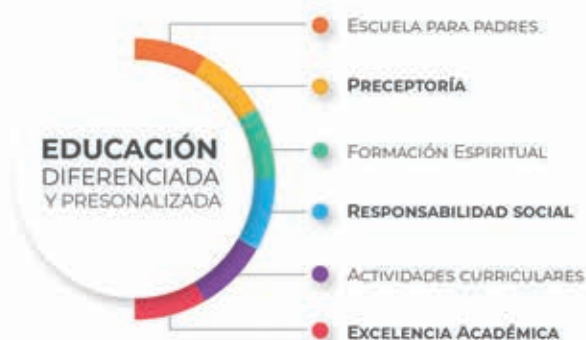 EDUCACIÓN
DIFERENCIADA
Y PRESONALIZADA
ESCUELA PARA PADRES
PRECEPTORÍA
FORMACIÓN ESPIRITUAL
RESPONSABILIDAD SOCIAL
ACTIVIDADES CURRICULARES
EXCELENCIA ACADÉMICA